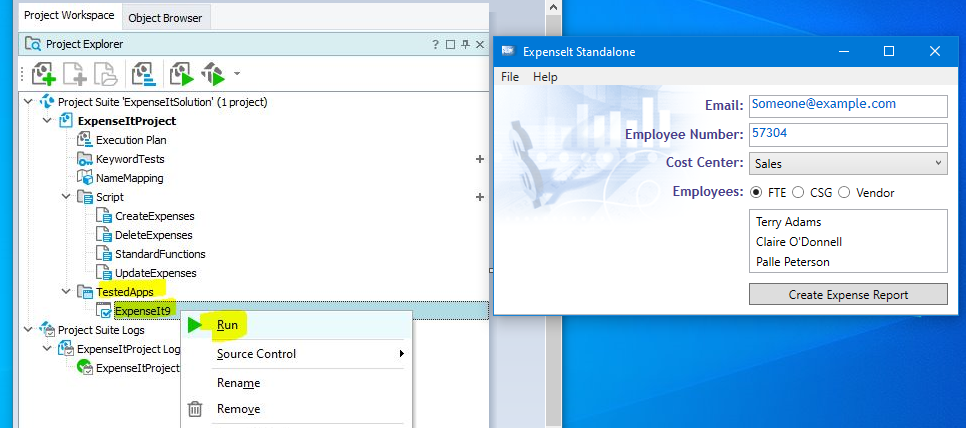 Project Workspace
Object Browser
Project Explorer
?
Project Suite 'ExpenseItSolution' (1 project)
ExpenseItProject
Execution Plan
KeywordTests
NameMapping
Script
CreateExpenses
DeleteExpenses
StandardFunctions
UpdateExpenses
TestedApps
ExpenseIt9
Project Suite Logs
ExpenseItProject Log
ExpenseItProject
Run
Source Control
Rename
Remove
ExpenseIt Standalone
File Help
Email: Someone@example.com
Employee Number: 57304
Cost Center: Sales
Employees: FTE CSG Vendor
Terry Adams
Claire O'Donnell
Palle Peterson
Create Expense Report